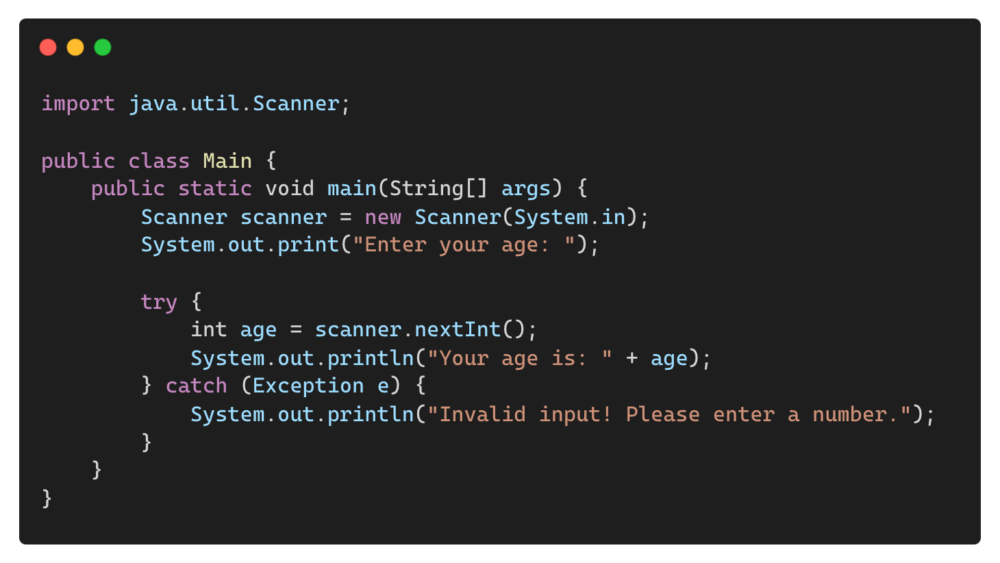 import java.util.Scanner;

public class Main {
    public static void main(String[] args) {
        Scanner scanner = new Scanner(System.in);
        System.out.print("Enter your age: ");

        try {
            int age = scanner.nextInt();
            System.out.println("Your age is: " + age);
        } catch (Exception e) {
            System.out.println("Invalid input! Please enter a number.");
        }
    }
}